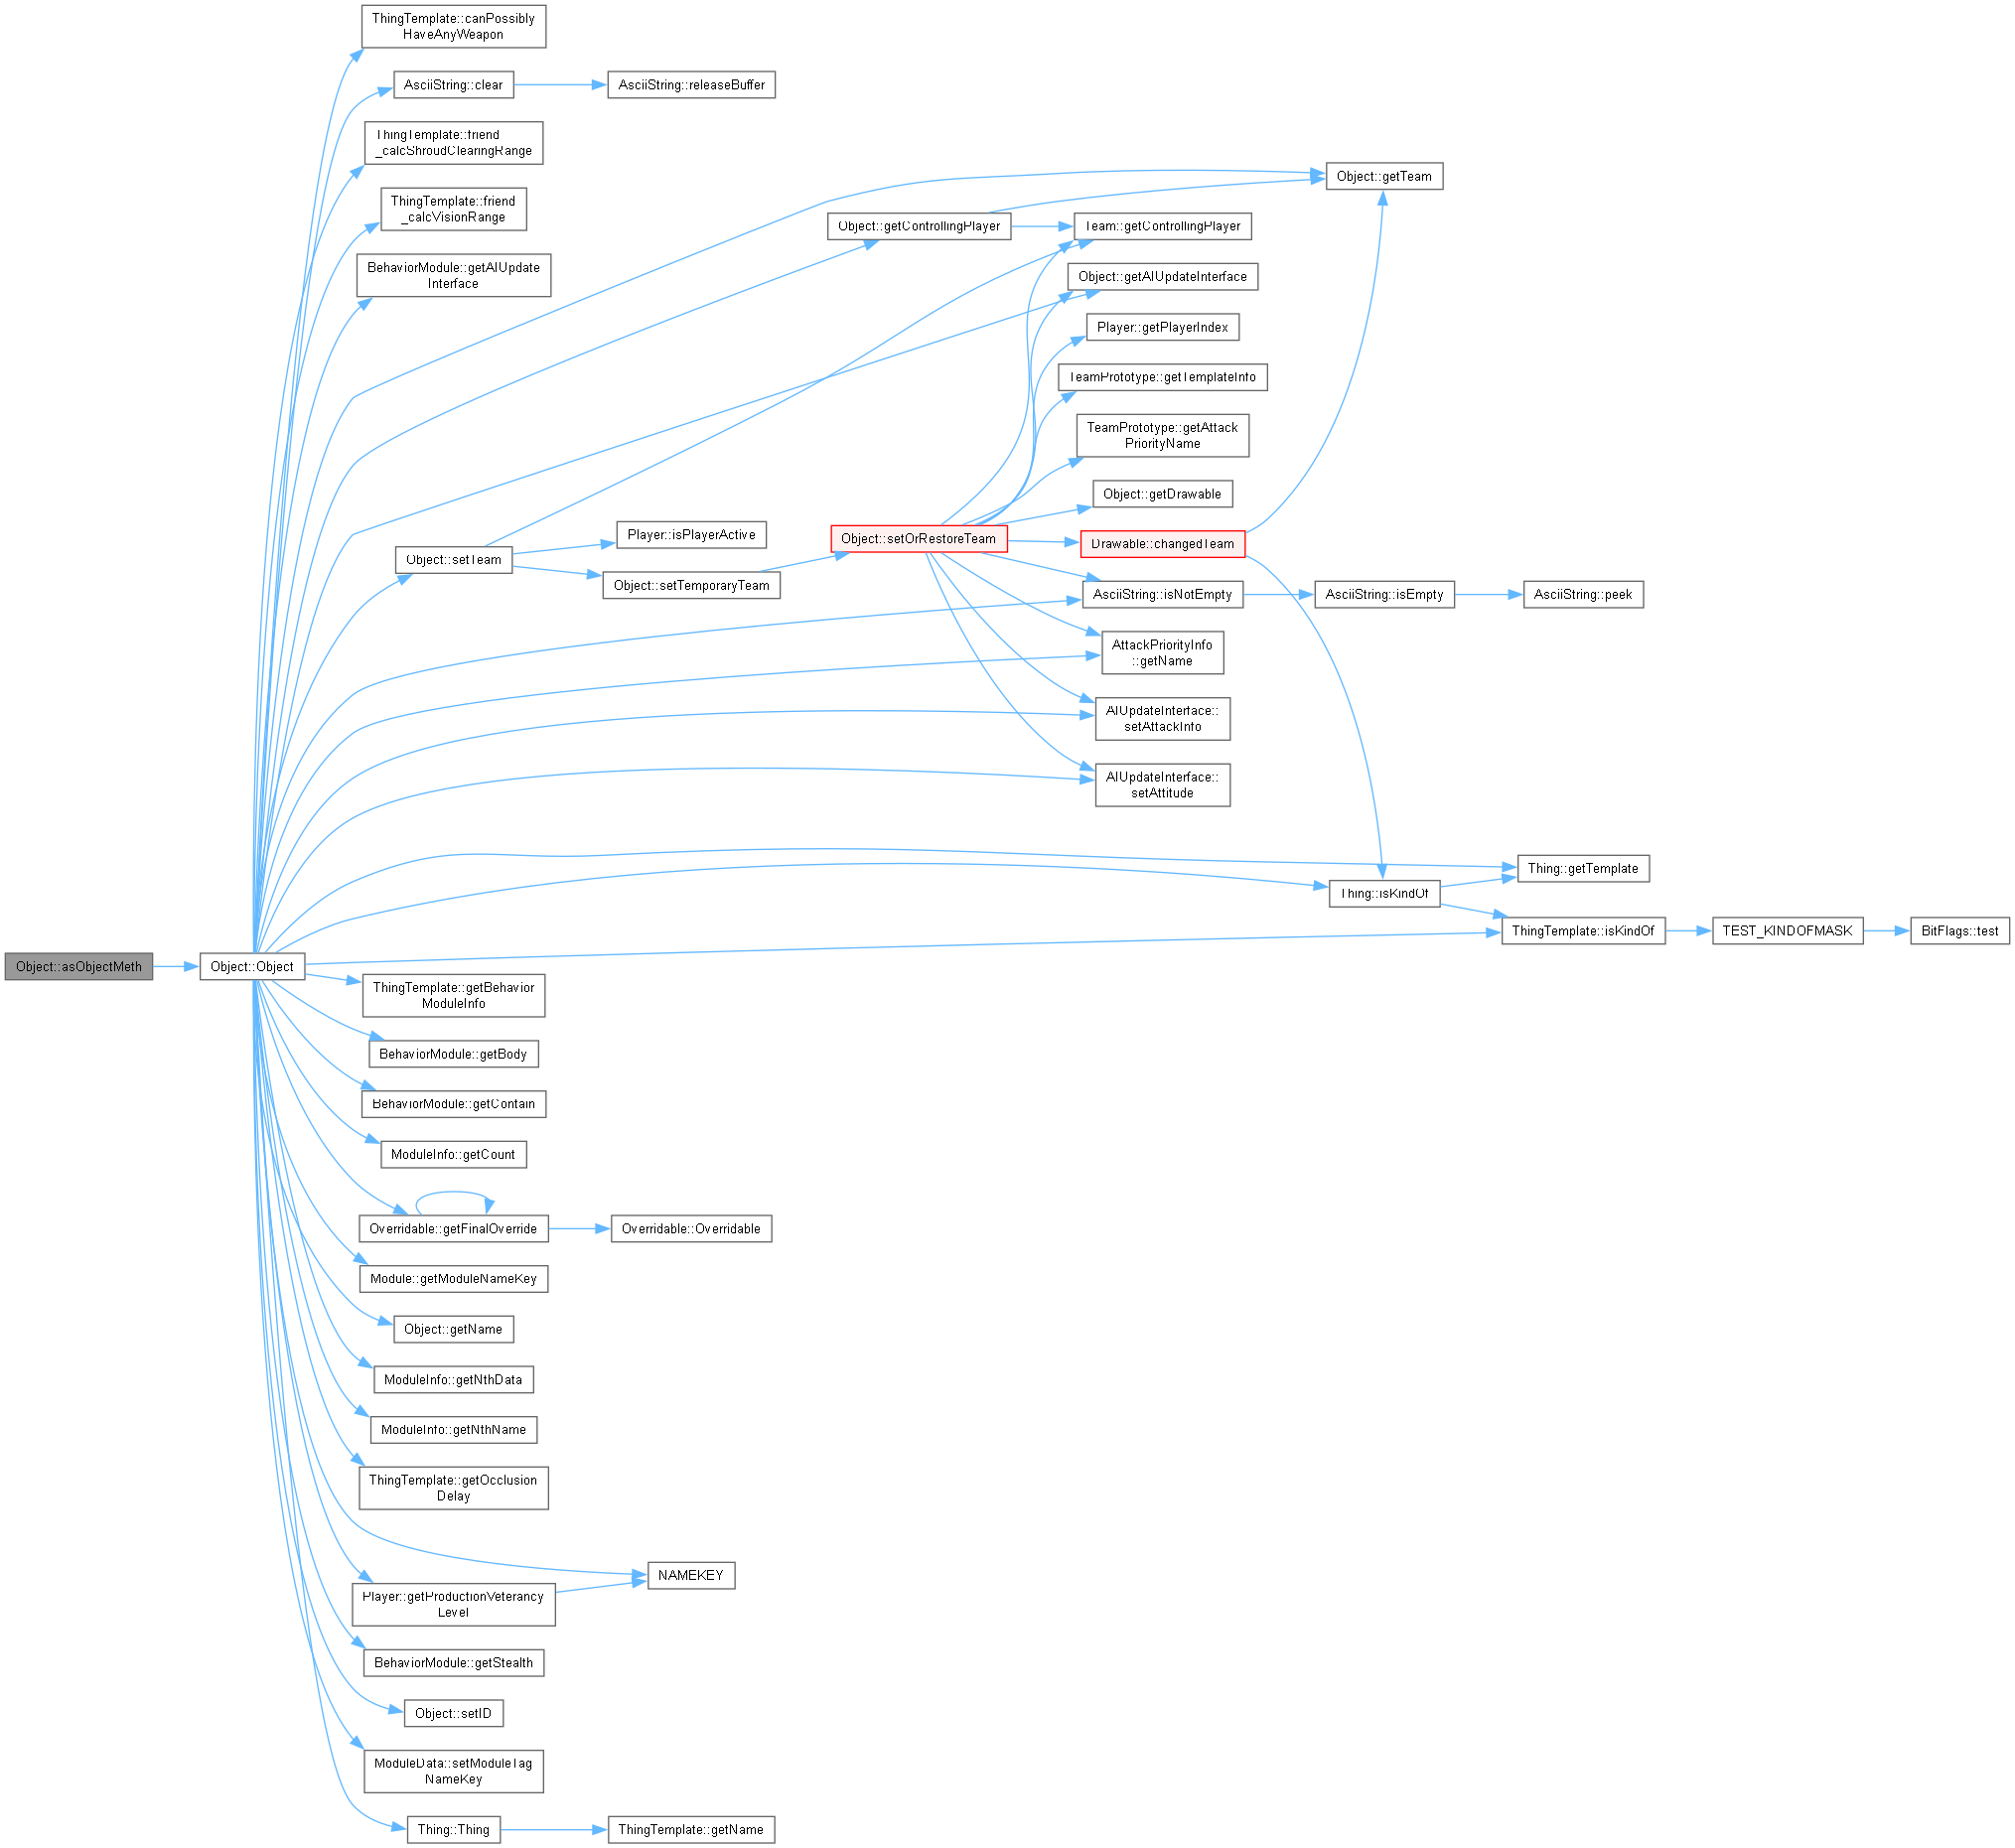 ThingTemplate::canPossibly
HaveAnyWeapon
AsciiString::clear
AsciiString::releaseBuffer
ThingTemplate::friend
_calcShroudClearingRange
Object::getTeam
ThingTemplate::friend
_calcVisionRange
Object::getControllingPlayer
Team::getControllingPlayer
BehaviorModule::getAIUpdate
Interface
Object::getAIUpdateInterface
Player::getPlayerIndex
TeamPrototype::getTemplateInfo
TeamPrototype::getAttack
PriorityName
Object::getDrawable
Player::isPlayerActive
Object::setOrRestoreTeam
Drawable::changedTeam
Object::setTeam
Object::setTemporaryTeam
AsciiString::isNotEmpty
AsciiString::isEmpty
AsciiString::peek
AttackPriorityInfo
::getName
AIUpdateInterface::
setAttackInfo
AIUpdateInterface::
setAttitude
Thing::getTemplate
Thing::isKindOf
ThingTemplate::isKindOf
TEST_KINDOFMASK
BitFlags::test
Object::asObjectMeth
Object::Object
ThingTemplate::getBehavior
ModuleInfo
BehaviorModule::getBody
BehaviorModule::getContain
ModuleInfo::getCount
Overridable::getFinalOverride
Overridable::Overridable
Module::getModuleNameKey
Object::getName
ModuleInfo::getNthData
ModuleInfo::getNthName
ThingTemplate::getOcclusion
Delay
NAMEKEY
Player::getProductionVeterancy
Level
BehaviorModule::getStealth
Object::setID
ModuleData::setModuleTag
NameKey
Thing::Thing
ThingTemplate::getName